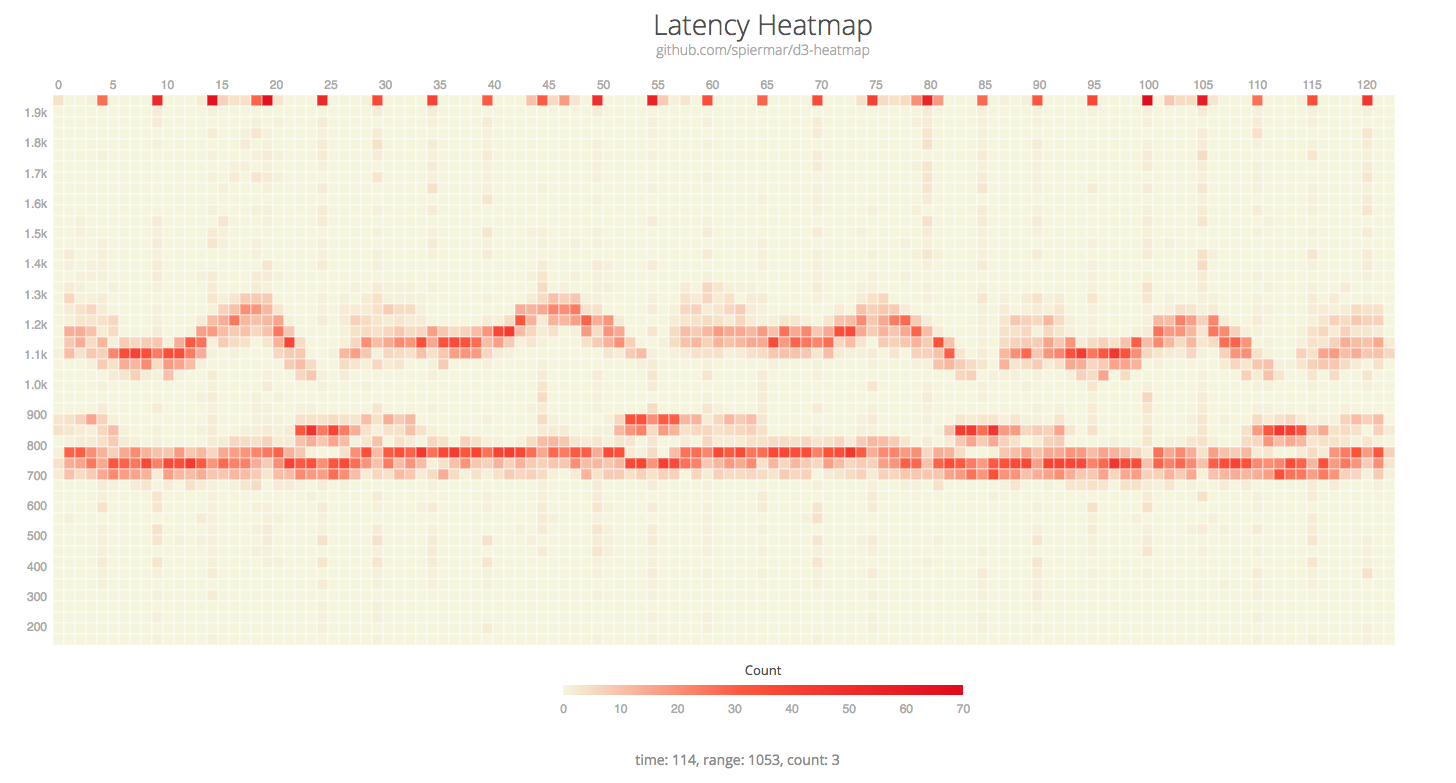 Latency Heatmap
github.com/spiermar/d3-heatmap
0 5 10 15 20 25 30 35 40 45 50 55 60 65 70 75 80 85 90 95 100 105 110 115 120
1.9k
1.8k
1.7k
1.6k
1.5k
1.4k
1.3k
1.2k
1.1k
1.0k
900
800
700
600
500
400
300
200
Count
0 10 20 30 40 50 60 70
time: 114, range: 1053, count: 3